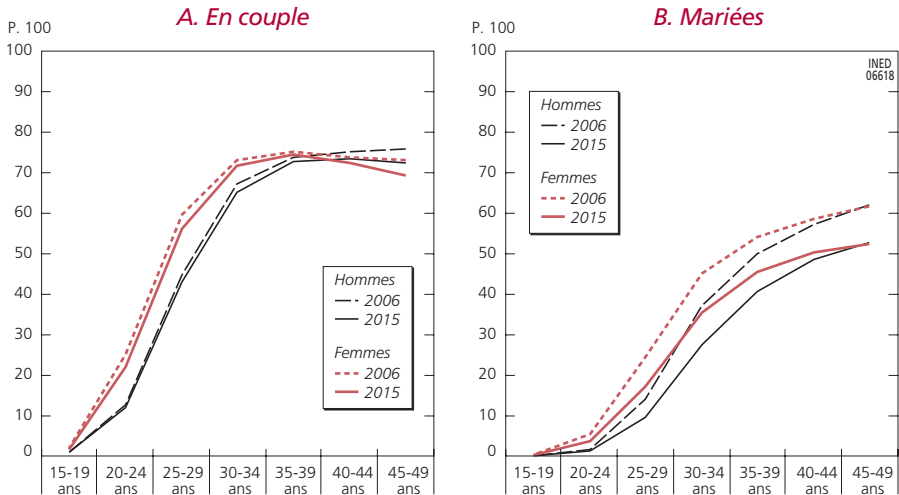 A. En couple
P. 100
100
90
80
70
60
50
40
30
20
10
0
Hommes
2006
2015
Femmes
2006
2015
15-19 ans
20-24 ans
25-29 ans
30-34 ans
35-39 ans
40-44 ans
45-49 ans
B. Mariées
P. 100
100
90
80
70
60
50
40
30
20
10
0
INED
06618
Hommes
2006
2015
Femmes
2006
2015
15-19 ans
20-24 ans
25-29 ans
30-34 ans
35-39 ans
40-44 ans
45-49 ans